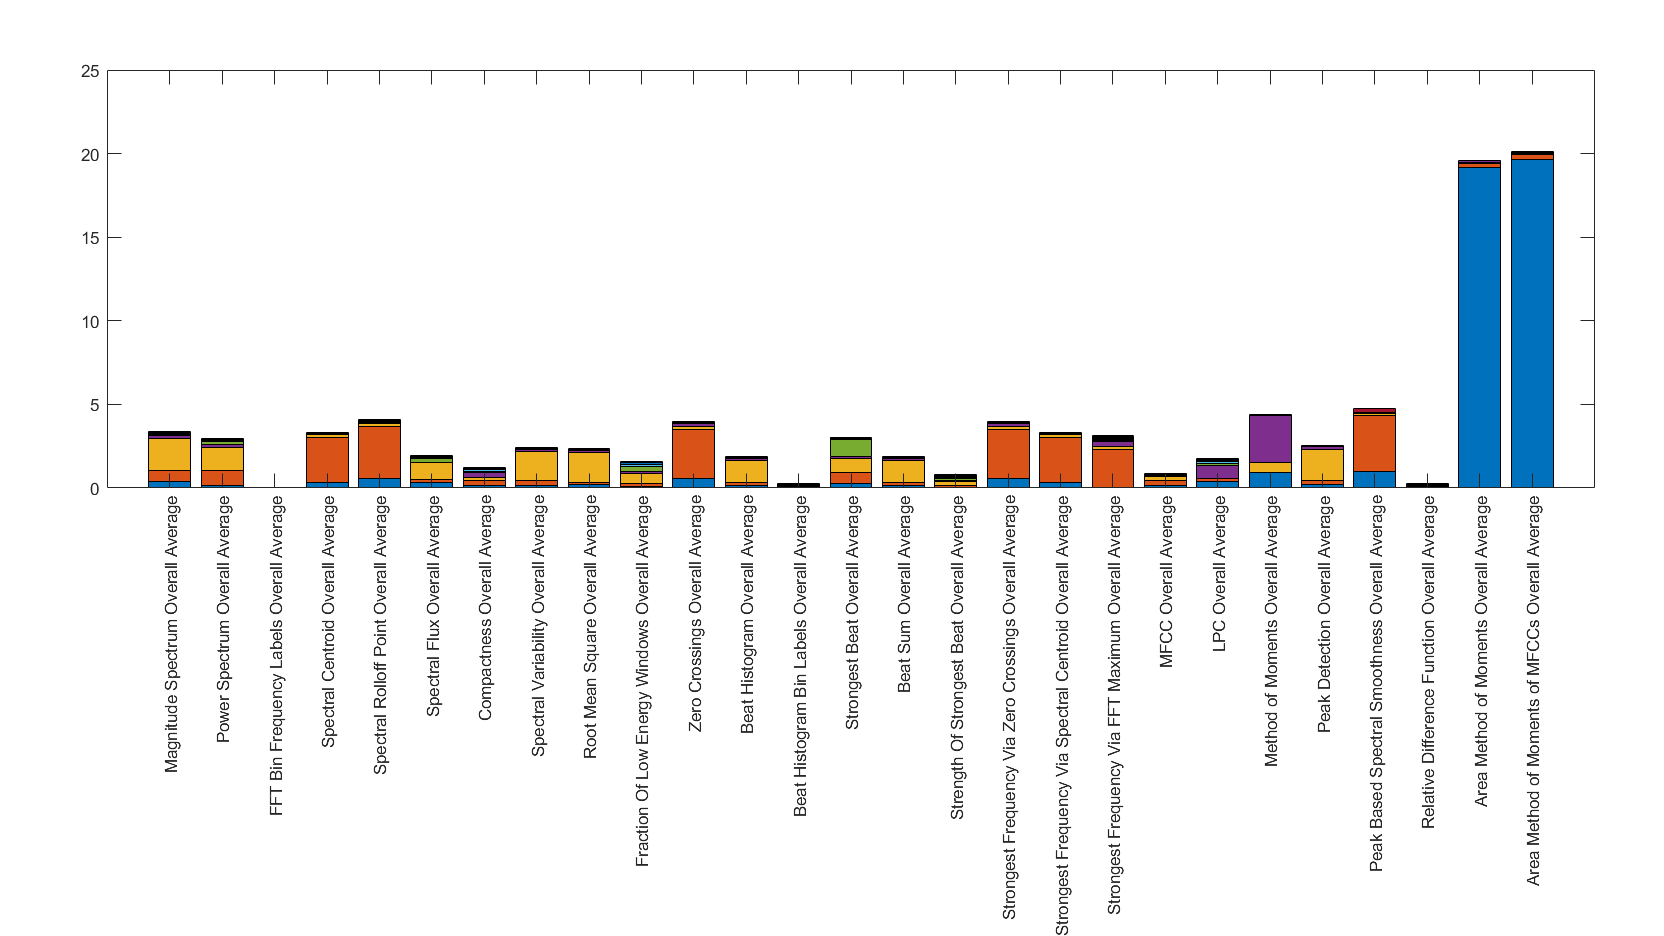 25
20
15
10
5
0
Magnitude Spectrum Overall Average
Power Spectrum Overall Average
FFT Bin Frequency Labels Overall Average
Spectral Centroid Overall Average
Spectral Rolloff Point Overall Average
Spectral Flux Overall Average
Compactness Overall Average
Spectral Variability Overall Average
Root Mean Square Overall Average
Fraction Of Low Energy Windows Overall Average
Zero Crossings Overall Average
Beat Histogram Overall Average
Beat Histogram Bin Labels Overall Average
Strongest Beat Overall Average
Beat Sum Overall Average
Strength Of Strongest Beat Overall Average
Strongest Frequency Via Zero Crossings Overall Average
Strongest Frequency Via Spectral Centroid Overall Average
Strongest Frequency Via FFT Maximum Overall Average
MFCC Overall Average
LPC Overall Average
Method of Moments Overall Average
Peak Detection Overall Average
Peak Based Spectral Smoothness Overall Average
Relative Difference Function Overall Average
Area Method of Moments Overall Average
Area Method of Moments of MFCCs Overall Average